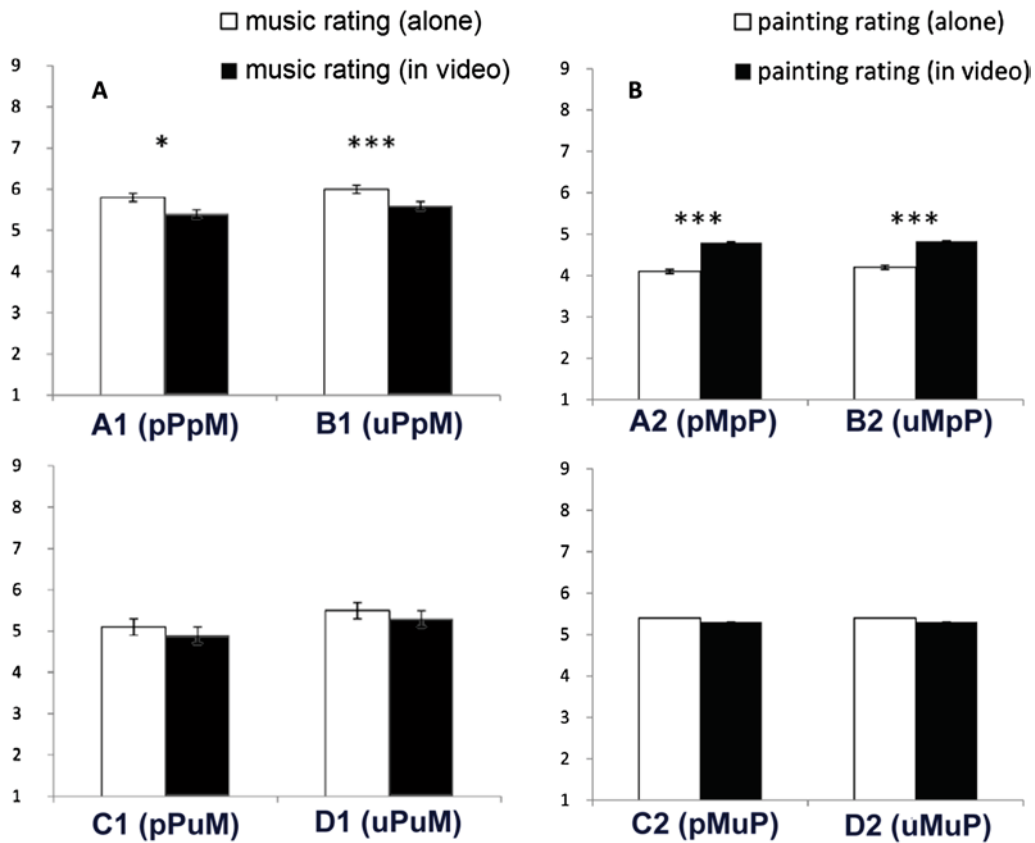 music rating (alone)
music rating (in video)
A
9
8
7
6
5
4
3
2
1
*
***
A1 (pPpM)
B1 (uPpM)
painting rating (alone)
painting rating (in video)
B
9
8
7
6
5
4
3
2
1
***
***
A2 (pMpP)
B2 (uMpP)
9
8
7
6
5
4
3
2
1
C1 (pPuM)
D1 (uPuM)
9
8
7
6
5
4
3
2
1
C2 (pMuP)
D2 (uMuP)